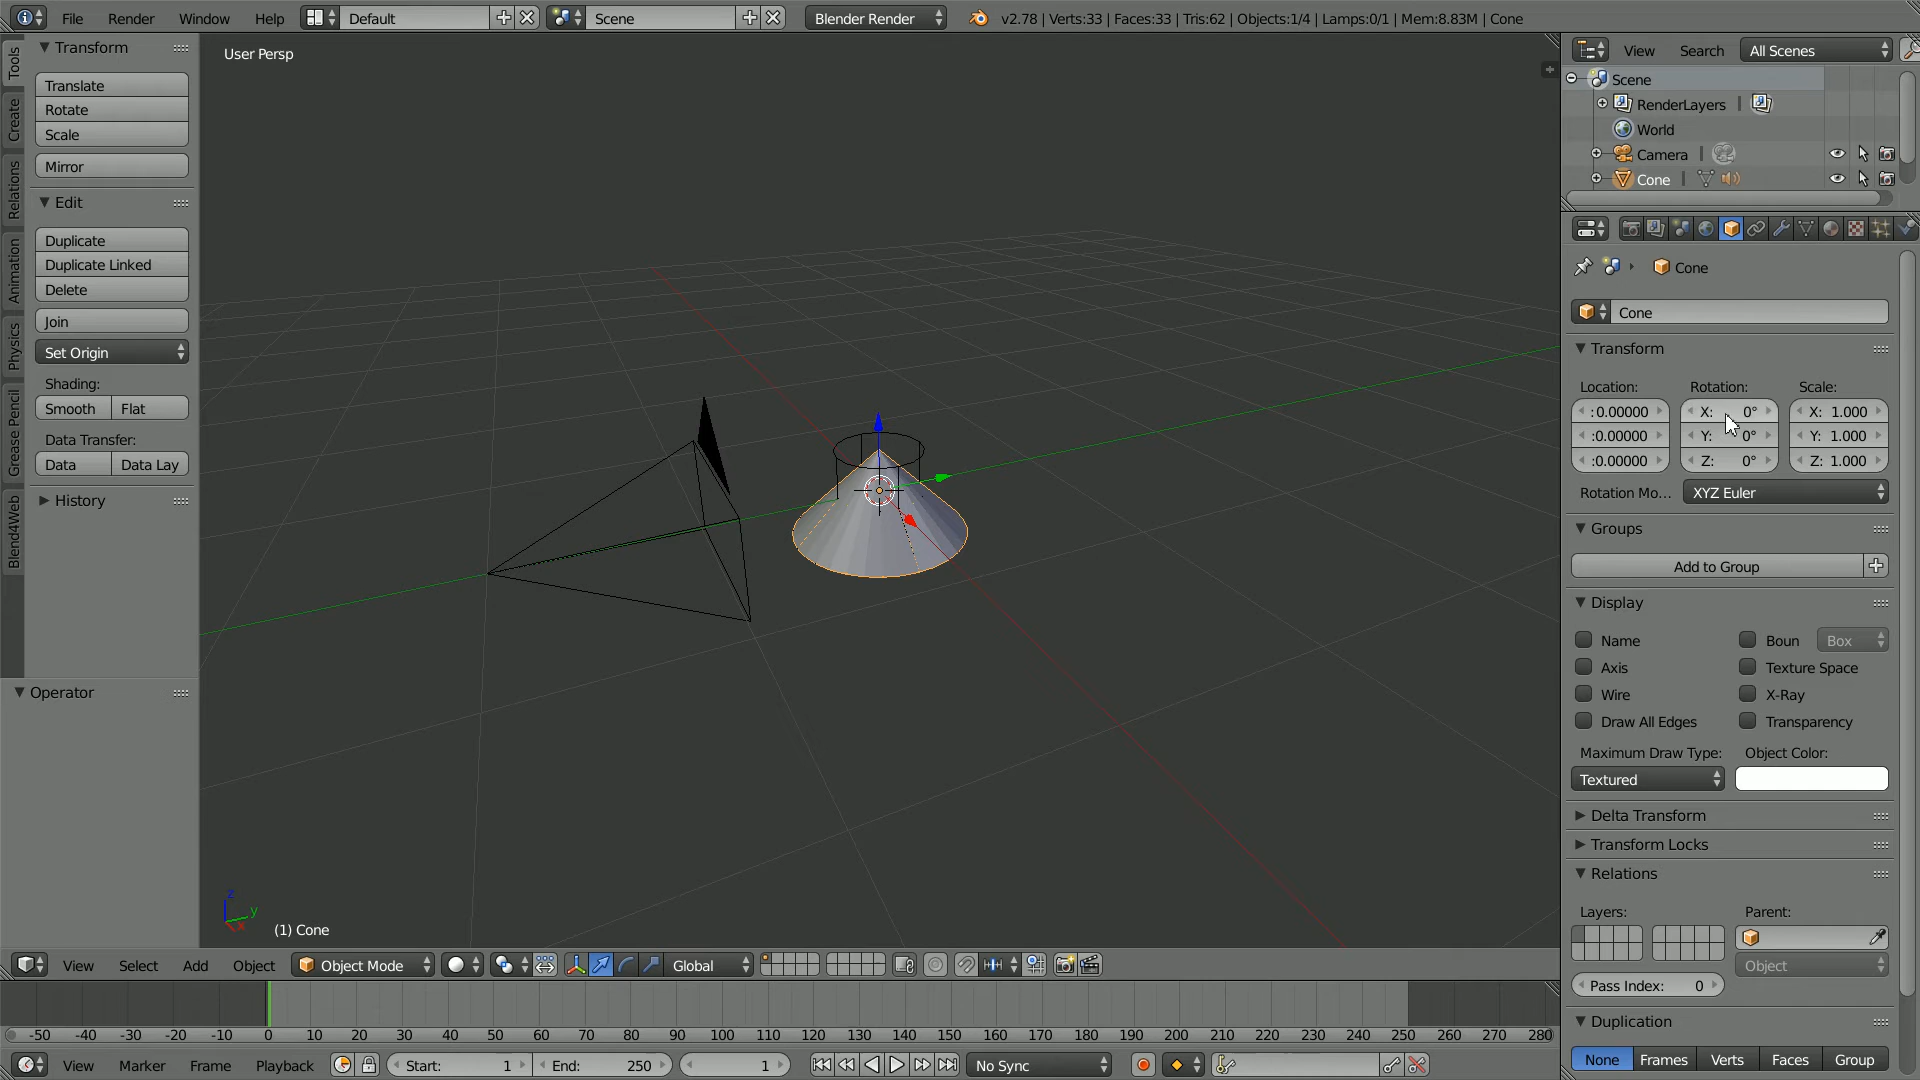 File Render Window Help Default Scene Blender Render v2.78 | Verts:33 | Faces:33 | Tris:62 | Objects:1/4 | Lamps:0/1 | Mem:8.83M | Cone
Tools
Create
Relations
Animation
Physics
Grease Pencil
Blend4Web
Transform
Translate
Rotate
Scale
Mirror
Edit
Duplicate
Duplicate Linked
Delete
Join
Set Origin
Shading:
Smooth Flat
Data Transfer:
Data Data Lay
History
Operator
User Persp
z
y
x
(1) Cone
View Search All Scenes
Scene
RenderLayers |
World
Camera |
Cone |
Cone
Cone
Transform
Location: Rotation: Scale:
:0.00000 X: 0° X: 1.000
:0.00000 Y: 0° Y: 1.000
:0.00000 Z: 0° Z: 1.000
Rotation Mo... XYZ Euler
Groups
Add to Group
Display
Name Boun Box
Axis Texture Space
Wire X-Ray
Draw All Edges Transparency
Maximum Draw Type: Object Color:
Textured
Delta Transform
Transform Locks
Relations
Layers: Parent:
Object
Pass Index: 0
Duplication
None Frames Verts Faces Group
View Select Add Object Object Mode Global
-50 -40 -30 -20 -10 0 10 20 30 40 50 60 70 80 90 100 110 120 130 140 150 160 170 180 190 200 210 220 230 240 250 260 270 280
View Marker Frame Playback Start: 1 End: 250 1 No Sync